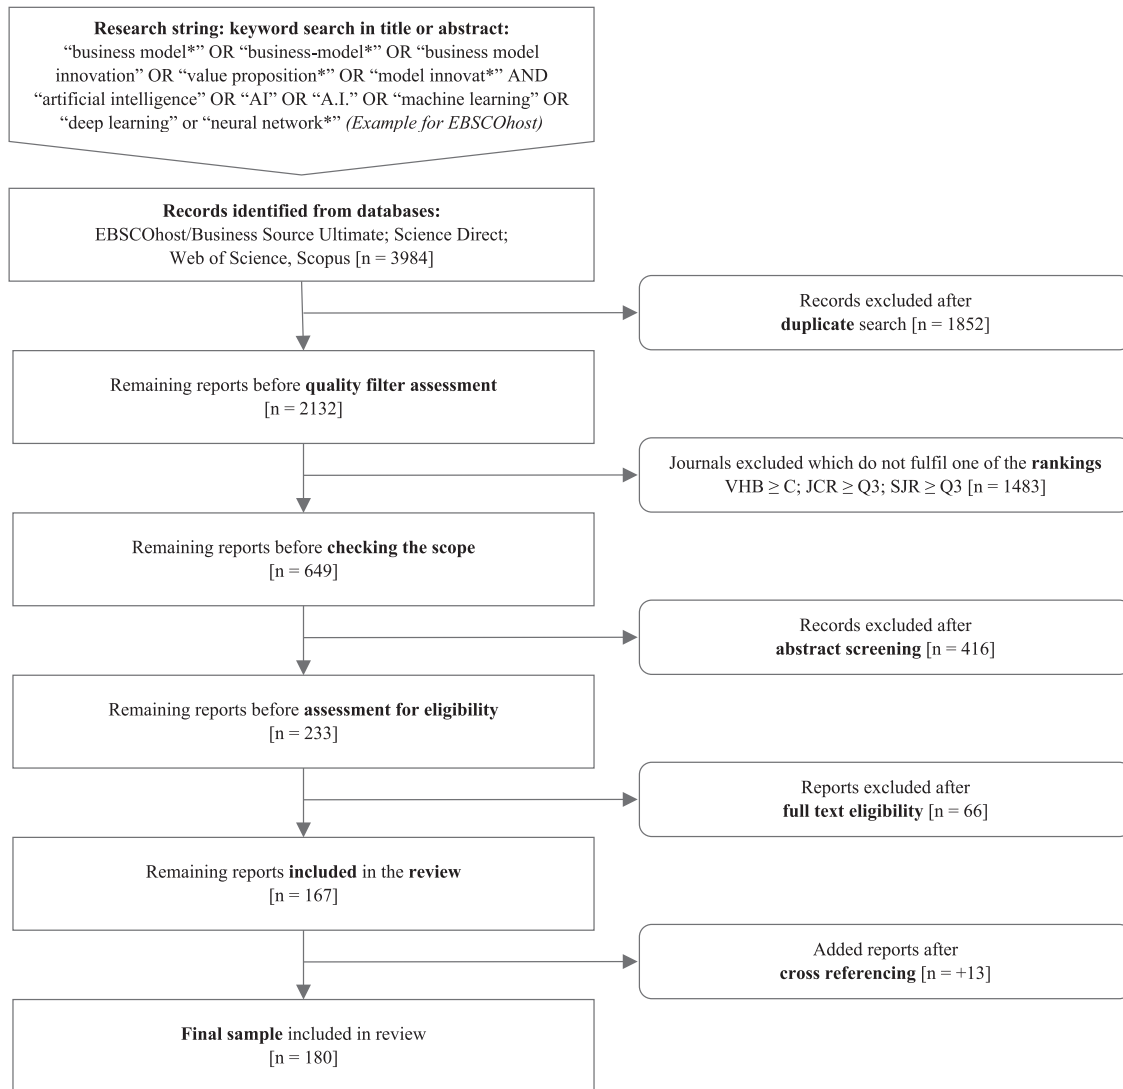 Research string: keyword search in title or abstract:
“business model*” OR “business-model*” OR “business model
innovation” OR “value proposition*” OR “model innovat*” AND
“artificial intelligence” OR “AI” OR “A.I.” OR “machine learning” OR
“deep learning” or “neural network*” (Example for EBSCOhost)
Records identified from databases:
EBSCOhost/Business Source Ultimate; Science Direct;
Web of Science, Scopus [n = 3984]
Records excluded after
duplicate search [n = 1852]
Remaining reports before quality filter assessment
[n = 2132]
Journals excluded which do not fulfil one of the rankings
VHB ≥ C; JCR ≥ Q3; SJR ≥ Q3 [n = 1483]
Remaining reports before checking the scope
[n = 649]
Records excluded after
abstract screening [n = 416]
Remaining reports before assessment for eligibility
[n = 233]
Reports excluded after
full text eligibility [n = 66]
Remaining reports included in the review
[n = 167]
Added reports after
cross referencing [n = +13]
Final sample included in review
[n = 180]